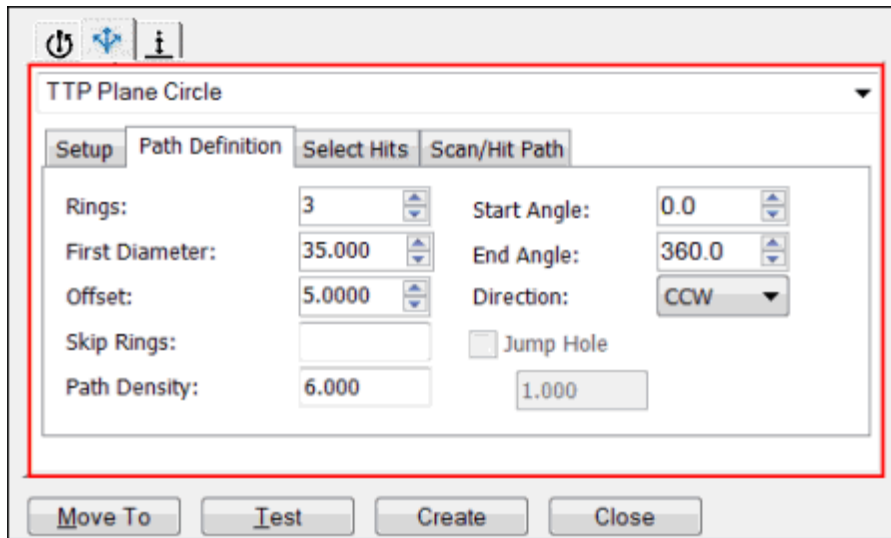 TTP Plane Circle
Setup Path Definition Select Hits Scan/Hit Path
Rings: 3 Start Angle: 0.0
First Diameter: 35.000 End Angle: 360.0
Offset: 5.0000 Direction: CCW
Skip Rings: Jump Hole
Path Density: 6.000 1.000
Move To Test Create Close